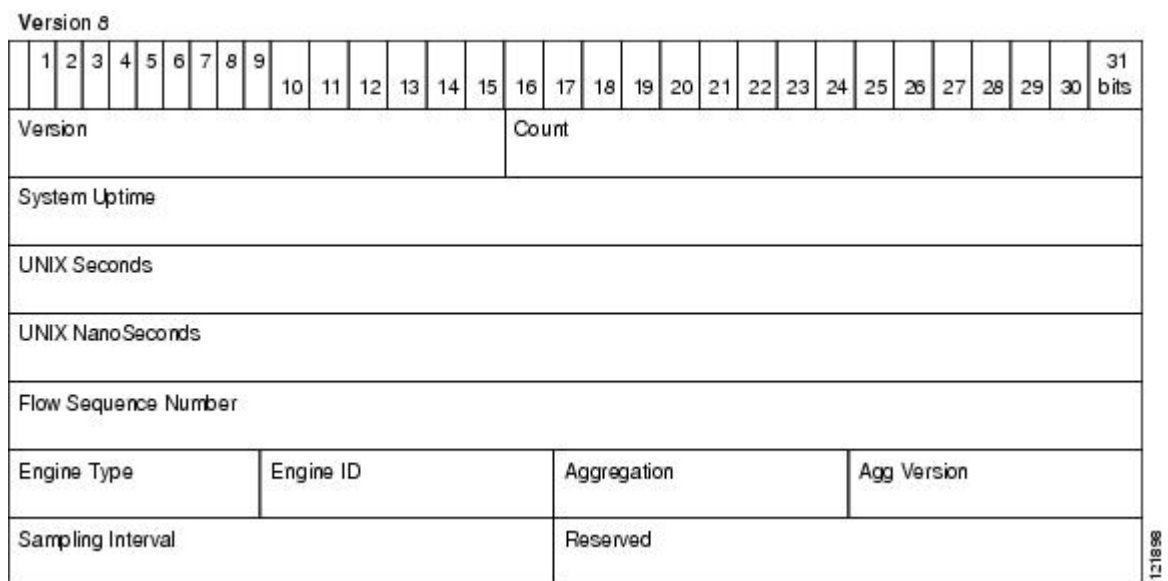 Version 8
1 2 3 4 5 6 7 8 9 10 11 12 13 14 15 16 17 18 19 20 21 22 23 24 25 26 27 28 29 30 31 bits
Version Count
System Uptime
UNIX Seconds
UNIX NanoSeconds
Flow Sequence Number
Engine Type Engine ID Aggregation Agg Version
Sampling Interval Reserved
121898